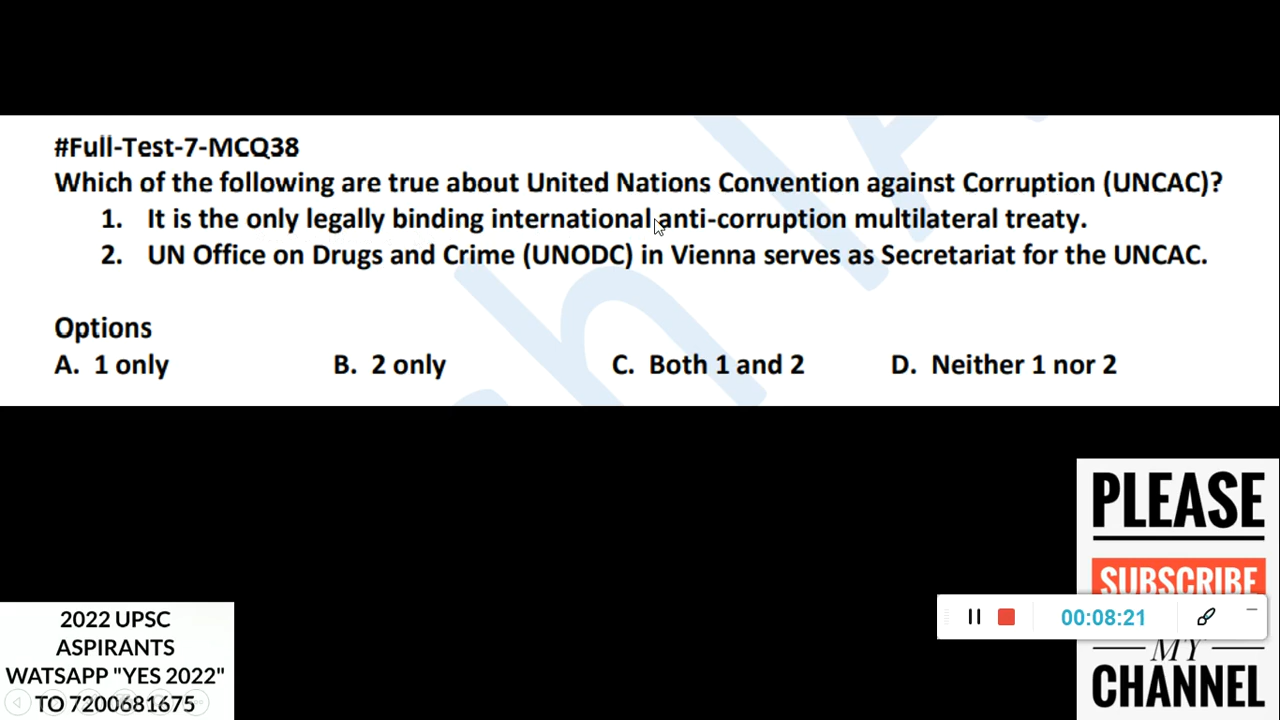 #Full-Test-7-MCQ38
Which of the following are true about United Nations Convention against Corruption (UNCAC)?
1. It is the only legally binding international anti-corruption multilateral treaty.
2. UN Office on Drugs and Crime (UNODC) in Vienna serves as Secretariat for the UNCAC.
Options
A. 1 only B. 2 only C. Both 1 and 2 D. Neither 1 nor 2
PLEASE
SUBSCRIBE
00:08:21
MY
CHANNEL
2022 UPSC
ASPIRANTS
WATSAPP "YES 2022"
TO 7200681675